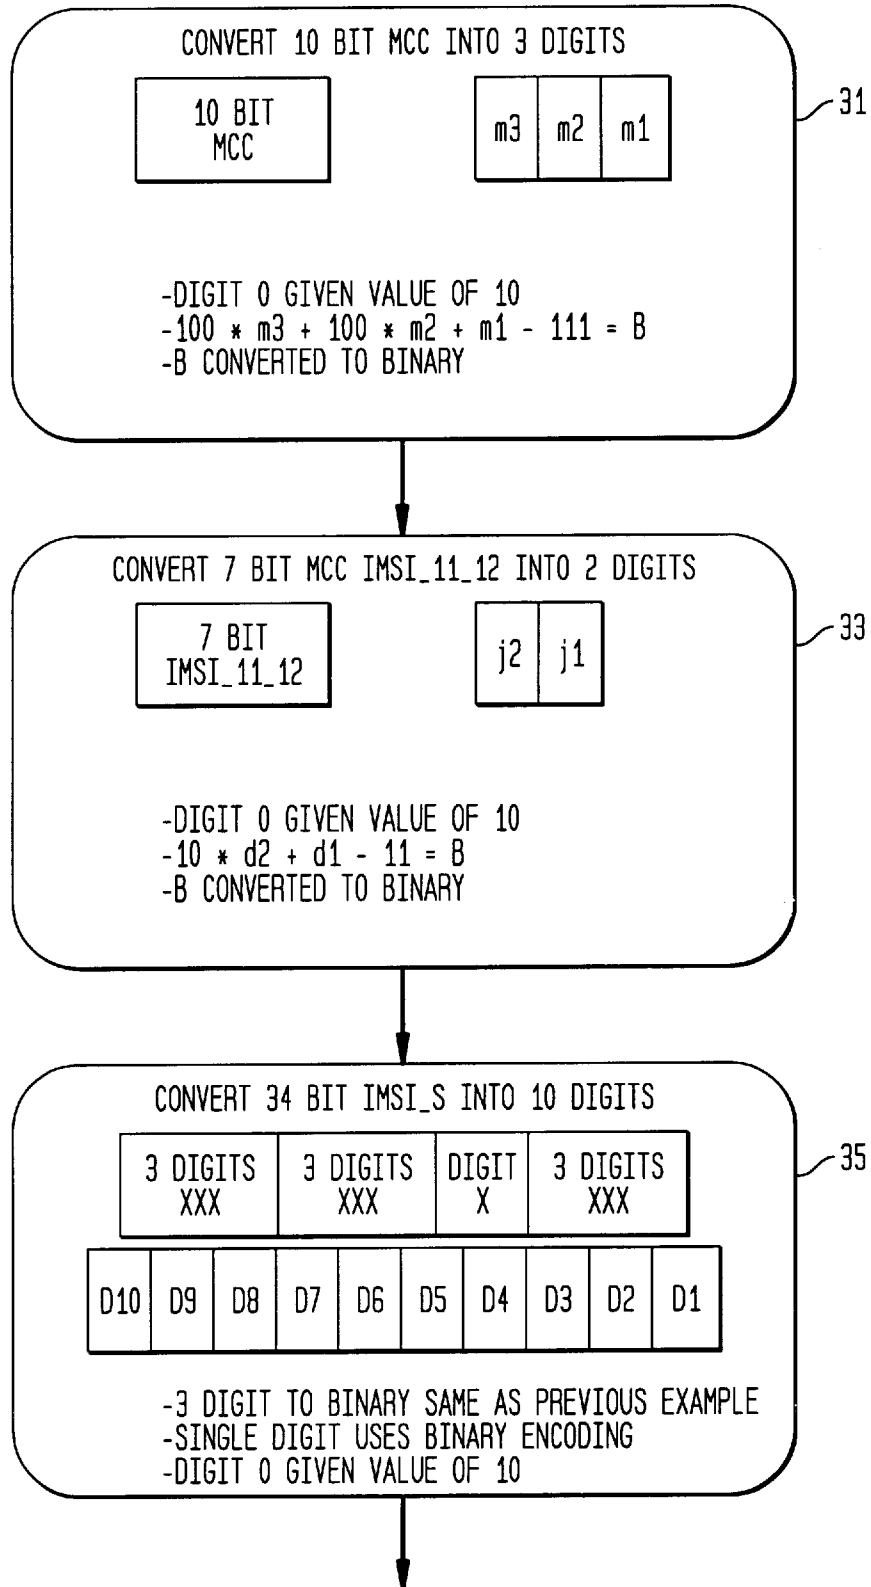 CONVERT 10 BIT MCC INTO 3 DIGITS
10 BIT
MCC
m3 m2 m1
31
-DIGIT 0 GIVEN VALUE OF 10
-100 * m3 + 100 * m2 + m1 - 111 = B
-B CONVERTED TO BINARY
CONVERT 7 BIT MCC IMSI_11_12 INTO 2 DIGITS
7 BIT
IMSI_11_12
j2 j1
33
-DIGIT 0 GIVEN VALUE OF 10
-10 * d2 + d1 - 11 = B
-B CONVERTED TO BINARY
CONVERT 34 BIT IMSI_S INTO 10 DIGITS
35
3 DIGITS 3 DIGITS DIGIT 3 DIGITS
XXX XXX X XXX
D10 D9 D8 D7 D6 D5 D4 D3 D2 D1
-3 DIGIT TO BINARY SAME AS PREVIOUS EXAMPLE
-SINGLE DIGIT USES BINARY ENCODING
-DIGIT 0 GIVEN VALUE OF 10